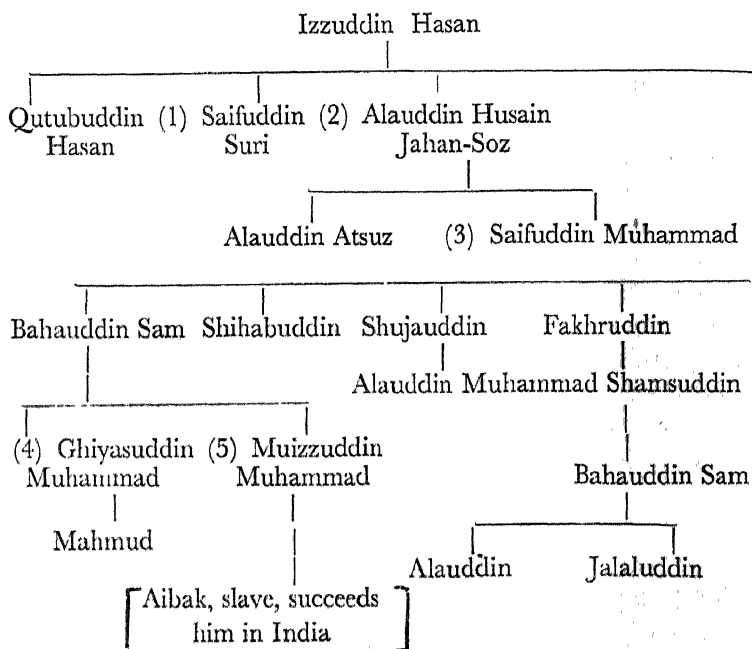 Izzuddin Hasan
Qutubuddin (1) Saifuddin (2) Alauddin Husain
Hasan Suri Jahan-Soz
Alauddin Atsuz (3) Saifuddin Muhammad
Bahauddin Sam Shihabuddin Shujauddin Fakhruddin
Alauddin Muhammad Shamsuddin
(4) Ghiyasuddin (5) Muizzuddin
Muhammad Muhammad Bahauddin Sam
Mahmud
Alauddin Jalaluddin
[Aibak, slave, succeeds
him in India]